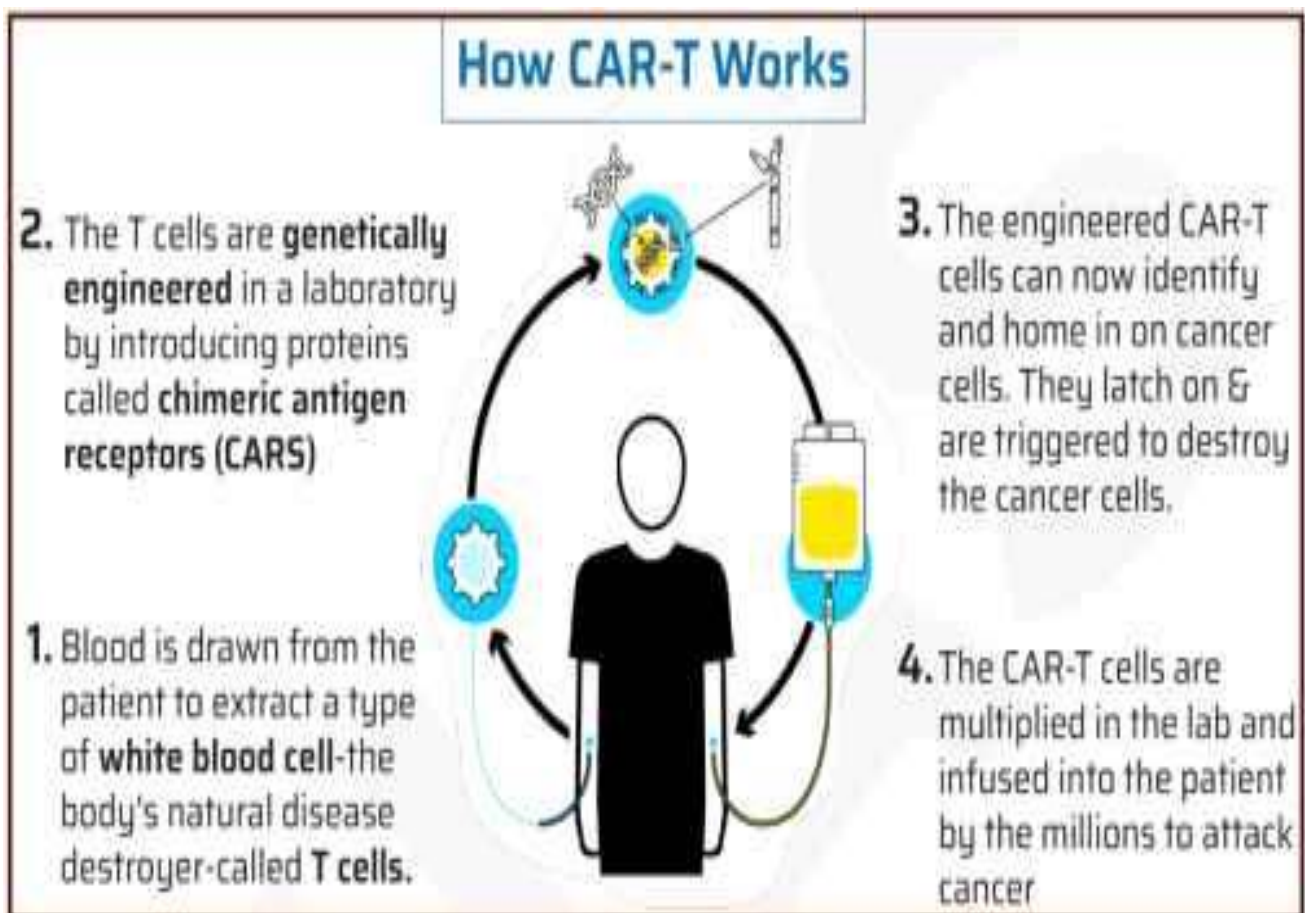 How CAR-T Works
1. Blood is drawn from the
patient to extract a type
of white blood cell-the
body's natural disease
destroyer-called T cells.
2. The T cells are genetically
engineered in a laboratory
by introducing proteins
called chimeric antigen
receptors (CARS)
3. The engineered CAR-T
cells can now identify
and home in on cancer
cells. They latch on &
are triggered to destroy
the cancer cells.
4. The CAR-T cells are
multiplied in the lab and
infused into the patient
by the millions to attack
cancer